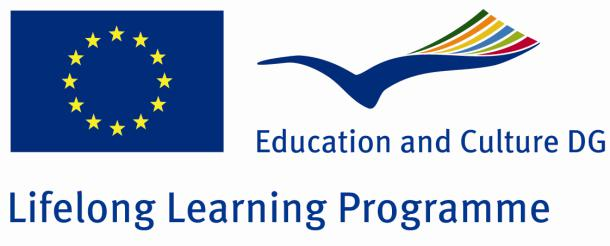 Education and Culture DG
Lifelong Learning Programme